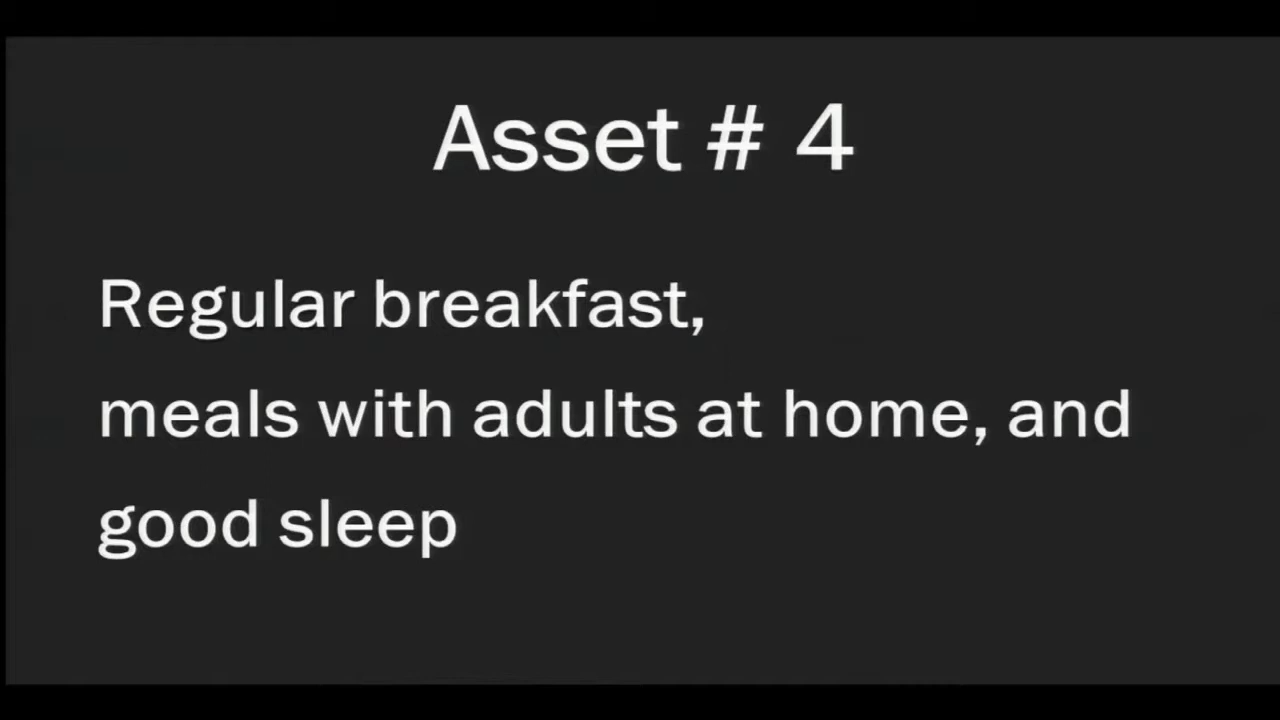 Asset # 4
Regular breakfast,
meals with adults at home, and
good sleep